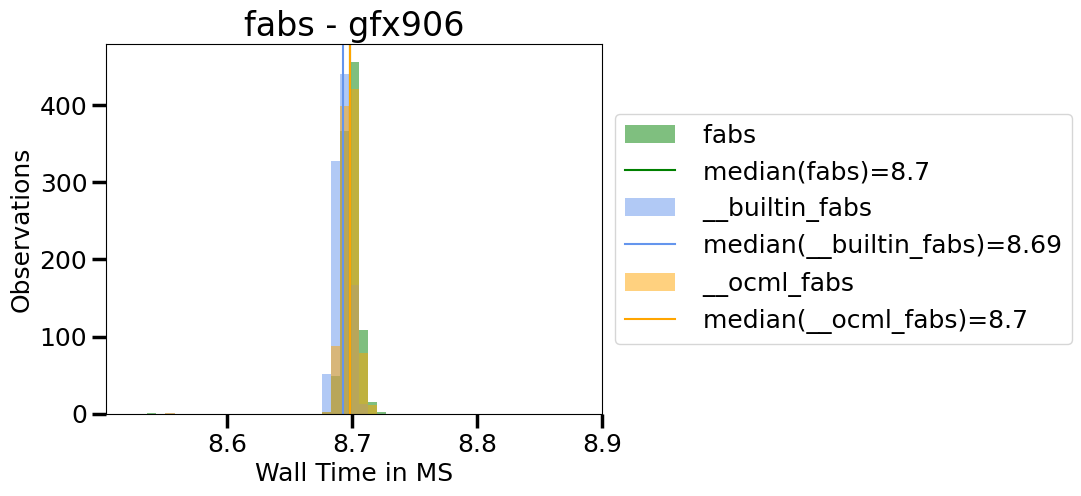 fabs - gfx906
Observations
400
300
200
100
0
8.6 8.7 8.8 8.9
Wall Time in MS
fabs
median(fabs)=8.7
__builtin_fabs
median(__builtin_fabs)=8.69
__ocml_fabs
median(__ocml_fabs)=8.7